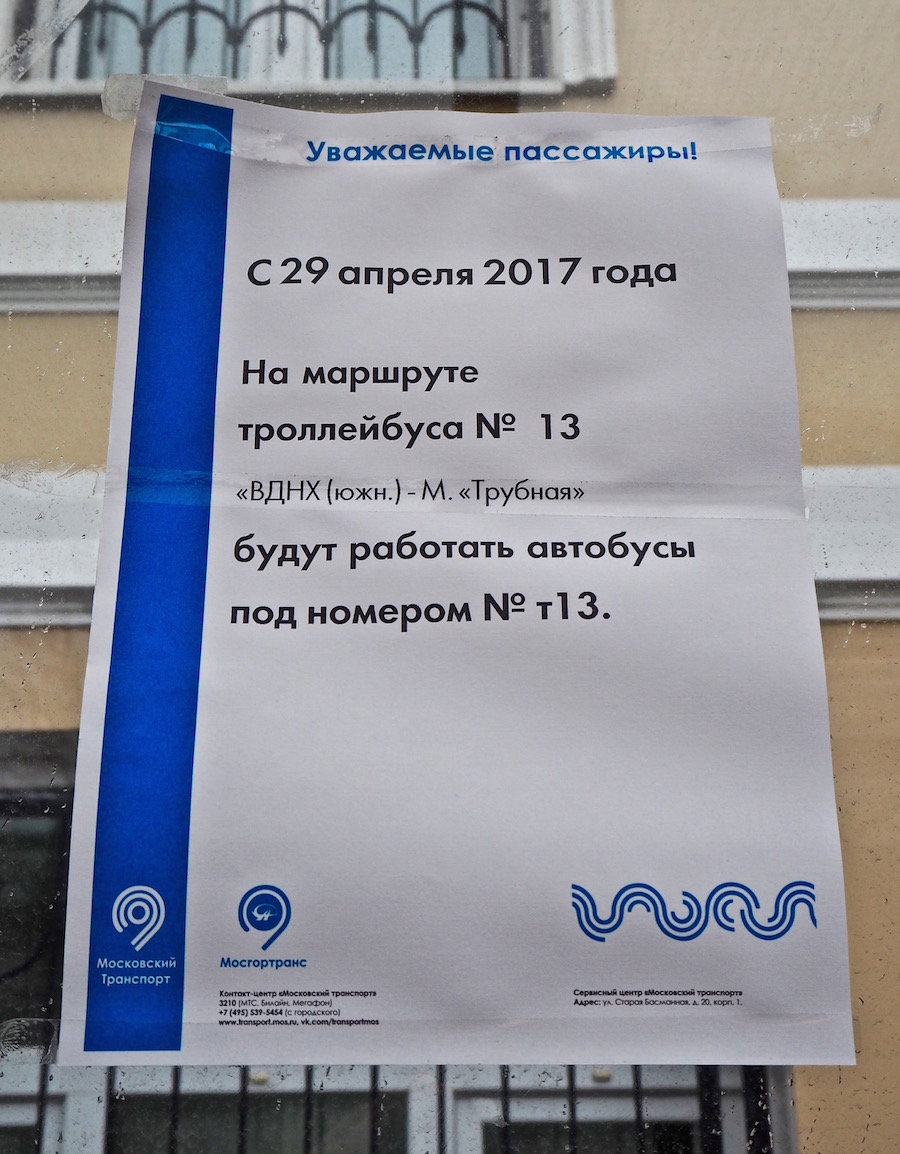 Уважаемые пассажиры!
С 29 апреля 2017 года
На маршруте
троллейбуса № 13
«ВДНХ (южн.) - М. «Трубная»
будут работать автобусы
под номером № т13.
Московский
Транспорт
Мосгортранс
Контакт-центр «Московский транспорт»
3210 (МТС, Билайн, Мегафон)
+7 (495) 539-5454 (с городского)
www.transport.mos.ru, vk.com/transportmos
Сервисный центр «Московский транспорт»
Адрес: ул. Старая Басманная, д. 20, корп. 1.